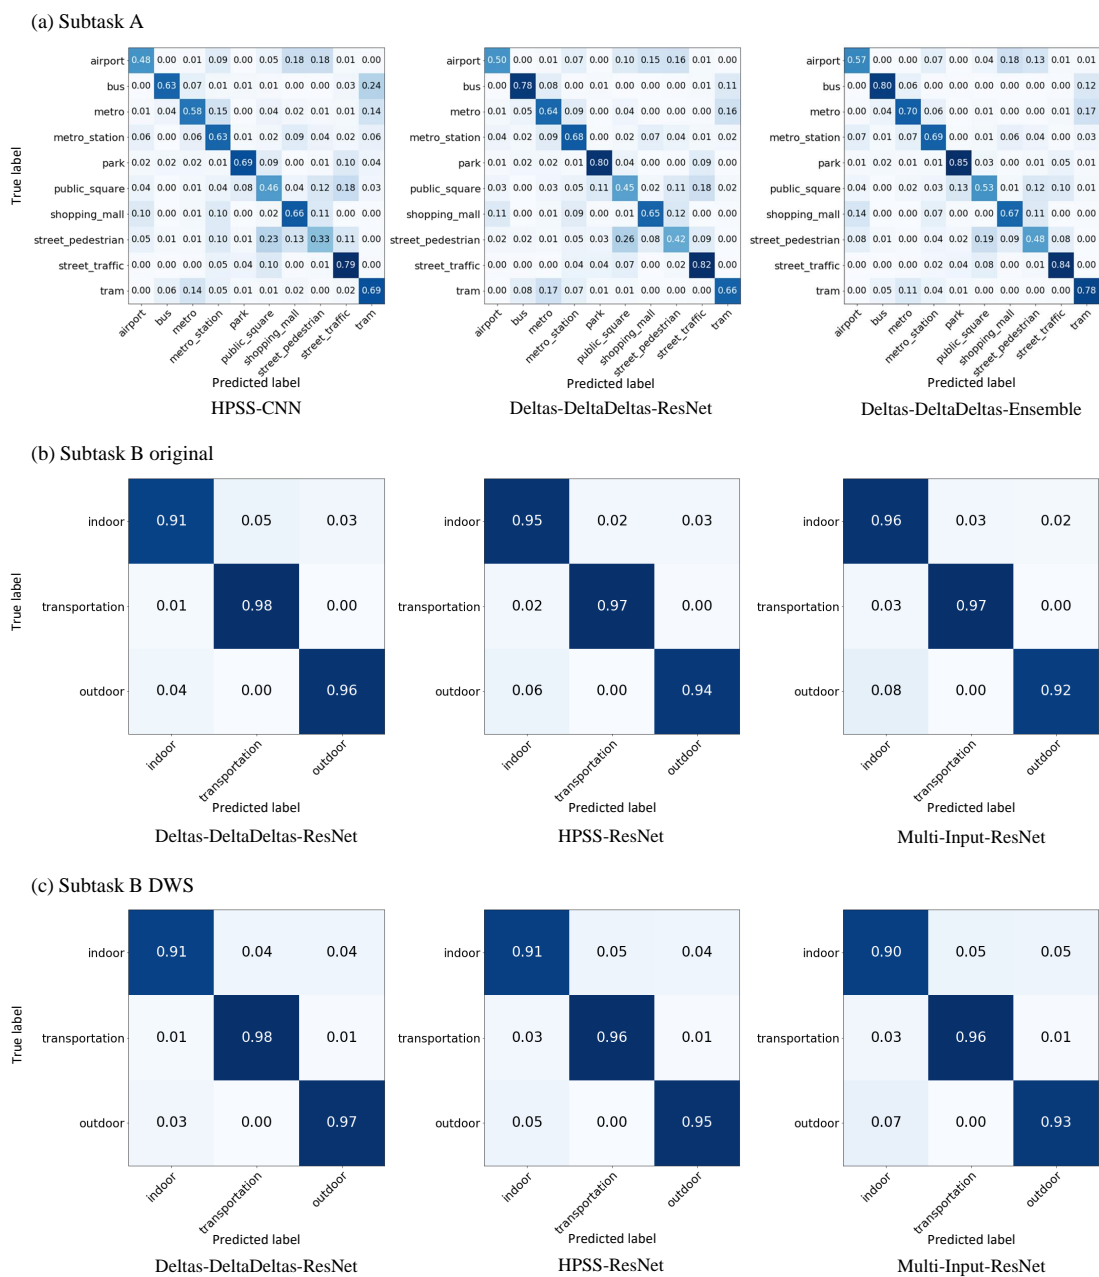 (a) Subtask A
True label
airport 0.48 0.00 0.01 0.09 0.00 0.05 0.18 0.18 0.01 0.00
bus 0.00 0.63 0.07 0.01 0.00 0.00 0.00 0.00 0.03 0.24
metro 0.01 0.04 0.58 0.15 0.00 0.04 0.02 0.01 0.01 0.14
metro_station 0.06 0.00 0.05 0.63 0.01 0.02 0.09 0.04 0.02 0.06
park 0.02 0.02 0.02 0.01 0.69 0.09 0.00 0.01 0.10 0.04
public_square 0.04 0.00 0.01 0.04 0.08 0.46 0.04 0.12 0.18 0.03
shopping_mall 0.10 0.00 0.01 0.10 0.00 0.02 0.66 0.11 0.00 0.00
street_pedestrian 0.05 0.01 0.01 0.10 0.01 0.23 0.13 0.33 0.11 0.00
street_traffic 0.00 0.00 0.00 0.05 0.04 0.10 0.00 0.01 0.79 0.00
tram 0.02 0.08 0.14 0.05 0.01 0.01 0.00 0.00 0.02 0.69
airport bus metro metro_station park public_square shopping_mall street_pedestrian street_traffic tram
Predicted label
HPSS-CNN
airport 0.50 0.00 0.01 0.07 0.00 0.10 0.15 0.16 0.01 0.00
bus 0.00 0.78 0.08 0.00 0.01 0.00 0.00 0.00 0.01 0.11
metro 0.01 0.05 0.64 0.09 0.00 0.01 0.02 0.01 0.00 0.16
metro_station 0.04 0.02 0.09 0.68 0.00 0.02 0.07 0.04 0.01 0.02
park 0.01 0.02 0.01 0.00 0.80 0.04 0.00 0.02 0.09 0.00
public_square 0.03 0.00 0.03 0.05 0.11 0.45 0.02 0.11 0.18 0.02
shopping_mall 0.11 0.00 0.01 0.09 0.00 0.01 0.65 0.12 0.00 0.00
street_pedestrian 0.02 0.01 0.02 0.05 0.02 0.26 0.08 0.42 0.09 0.00
street_traffic 0.00 0.00 0.01 0.04 0.04 0.07 0.00 0.02 0.82 0.00
tram 0.00 0.08 0.17 0.07 0.01 0.01 0.00 0.00 0.00 0.66
airport bus metro metro_station park public_square shopping_mall street_pedestrian street_traffic tram
Predicted label
Deltas-DeltaDeltas-ResNet
airport 0.57 0.00 0.00 0.07 0.00 0.04 0.18 0.13 0.01 0.01
bus 0.00 0.80 0.06 0.00 0.00 0.00 0.00 0.00 0.01 0.12
metro 0.00 0.04 0.70 0.06 0.00 0.00 0.01 0.01 0.00 0.17
metro_station 0.07 0.01 0.07 0.69 0.00 0.01 0.06 0.04 0.00 0.03
park 0.01 0.02 0.01 0.01 0.85 0.03 0.00 0.01 0.05 0.01
public_square 0.04 0.00 0.02 0.03 0.13 0.53 0.01 0.12 0.10 0.01
shopping_mall 0.14 0.00 0.00 0.07 0.00 0.01 0.67 0.11 0.00 0.00
street_pedestrian 0.08 0.01 0.00 0.04 0.02 0.19 0.09 0.48 0.08 0.00
street_traffic 0.00 0.00 0.00 0.02 0.04 0.08 0.00 0.01 0.84 0.00
tram 0.00 0.05 0.11 0.04 0.00 0.01 0.00 0.00 0.00 0.78
airport bus metro metro_station park public_square shopping_mall street_pedestrian street_traffic tram
Predicted label
Deltas-DeltaDeltas-Ensemble
(b) Subtask B original
True label
indoor 0.91 0.05 0.03
transportation 0.01 0.98 0.00
outdoor 0.04 0.00 0.96
indoor transportation outdoor
Predicted label
Deltas-DeltaDeltas-ResNet
indoor 0.95 0.02 0.03
transportation 0.02 0.97 0.00
outdoor 0.06 0.00 0.94
indoor transportation outdoor
Predicted label
HPSS-ResNet
indoor 0.96 0.03 0.02
transportation 0.03 0.97 0.00
outdoor 0.08 0.00 0.92
indoor transportation outdoor
Predicted label
Multi-Input-ResNet
(c) Subtask B DWS
True label
indoor 0.91 0.04 0.04
transportation 0.01 0.98 0.01
outdoor 0.03 0.00 0.97
indoor transportation outdoor
Predicted label
Deltas-DeltaDeltas-ResNet
indoor 0.91 0.05 0.04
transportation 0.03 0.96 0.01
outdoor 0.05 0.00 0.95
indoor transportation outdoor
Predicted label
HPSS-ResNet
indoor 0.90 0.05 0.05
transportation 0.03 0.96 0.01
outdoor 0.07 0.00 0.93
indoor transportation outdoor
Predicted label
Multi-Input-ResNet